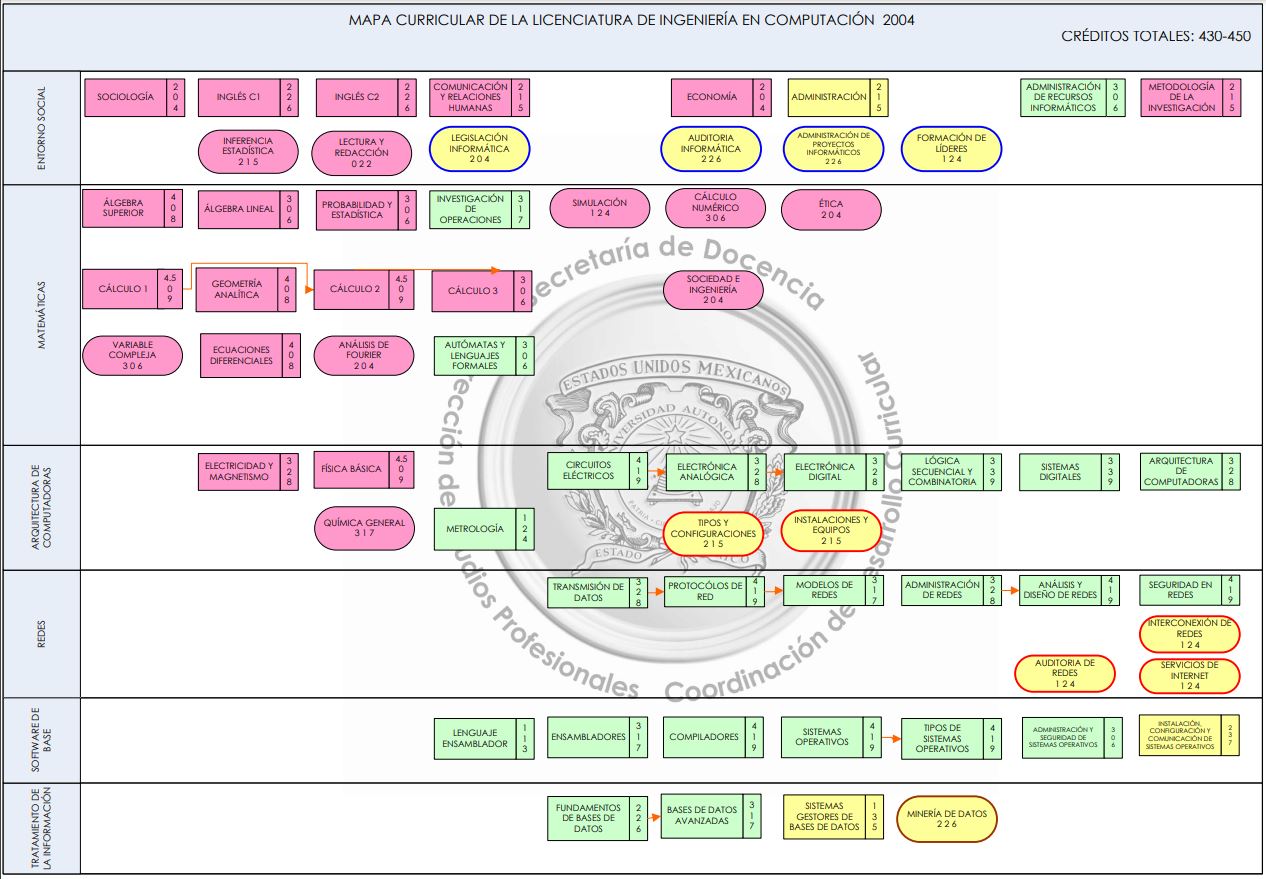 MAPA CURRICULAR DE LA LICENCIATURA DE INGENIERÍA EN COMPUTACIÓN 2004
CRÉDITOS TOTALES: 430-450
ENTORNO SOCIAL
SOCIOLOGÍA
2
0
4
INGLÉS C1
2
2
6
INGLÉS C2
2
2
6
COMUNICACIÓN
Y RELACIONES
HUMANAS
2
1
5
ECONOMÍA
2
0
4
ADMINISTRACIÓN
2
1
5
ADMINISTRACIÓN
DE RECURSOS
INFORMÁTICOS
3
0
6
METODOLOGÍA
DE LA
INVESTIGACIÓN
2
1
5
INFERENCIA
ESTADÍSTICA
2 1 5
LECTURA Y
REDACCIÓN
0 2 2
LEGISLACIÓN
INFORMÁTICA
2 0 4
AUDITORIA
INFORMÁTICA
2 2 6
ADMINISTRACIÓN DE
PROYECTOS
INFORMÁTICOS
2 2 6
FORMACIÓN DE
LÍDERES
1 2 4
MATEMÁTICAS
ÁLGEBRA
SUPERIOR
4
0
8
ÁLGEBRA LINEAL
3
0
6
PROBABILIDAD Y
ESTADÍSTICA
3
0
6
INVESTIGACIÓN
DE
OPERACIONES
3
1
7
SIMULACIÓN
1 2 4
CÁLCULO
NUMÉRICO
3 0 6
ÉTICA
2 0 4
CÁLCULO 1
4.5
0
9
GEOMETRÍA
ANALÍTICA
4
0
8
CÁLCULO 2
4.5
0
9
CÁLCULO 3
3
0
6
SOCIEDAD E
INGENIERÍA
2 0 4
VARIABLE
COMPLEJA
3 0 6
ECUACIONES
DIFERENCIALES
4
0
8
ANÁLISIS DE
FOURIER
2 0 4
AUTÓMATAS Y
LENGUAJES
FORMALES
3
0
6
ecretaría de Docencia
ESTADOS UNIDOS MEXICANOS
ARQUITECTURA DE
COMPUTADORAS
ELECTRICIDAD Y
MAGNETISMO
3
2
8
FÍSICA BÁSICA
4.5
0
9
CIRCUITOS
ELÉCTRICOS
4
1
9
ELECTRÓNICA
ANALÓGICA
3
2
8
ELECTRÓNICA
DIGITAL
3
2
8
LÓGICA
SECUENCIAL Y
COMBINATORIA
3
3
9
SISTEMAS
DIGITALES
3
3
9
ARQUITECTURA
DE
COMPUTADORAS
3
2
8
QUÍMICA GENERAL
3 1 7
METROLOGÍA
1
2
4
TIPOS Y
CONFIGURACIONES
2 1 5
INSTALACIONES Y
EQUIPOS
2 1 5
REDES
TRANSMISIÓN DE
DATOS
3
2
8
PROTOCÓLOS DE
RED
4
1
9
MODELOS DE
REDES
3
1
7
ADMINISTRACIÓN
DE REDES
3
2
8
ANÁLISIS Y
DISEÑO DE REDES
4
1
9
SEGURIDAD EN
REDES
4
1
9
INTERCONEXIÓN DE
REDES
1 2 4
AUDITORIA DE
REDES
1 2 4
SERVICIOS DE
INTERNET
1 2 4
ección de
udios Profesionales
Coordinación de
esarrollo Curricular
SOFTWARE DE
BASE
LENGUAJE
ENSAMBLADOR
1
1
3
ENSAMBLADORES
3
1
7
COMPILADORES
4
1
9
SISTEMAS
OPERATIVOS
4
1
9
TIPOS DE
SISTEMAS
OPERATIVOS
4
1
9
ADMINISTRACIÓN Y
SEGURIDAD DE
SISTEMAS OPERATIVOS
3
0
6
INSTALACIÓN,
CONFIGURACIÓN Y
COMUNICACIÓN DE
SISTEMAS OPERATIVOS
2
3
7
TRATAMIENTO DE
LA INFORMACIÓN
FUNDAMENTOS
DE BASES DE
DATOS
2
2
6
BASES DE DATOS
AVANZADAS
3
1
7
SISTEMAS
GESTORES DE
BASES DE DATOS
1
3
5
MINERÍA DE DATOS
2 2 6